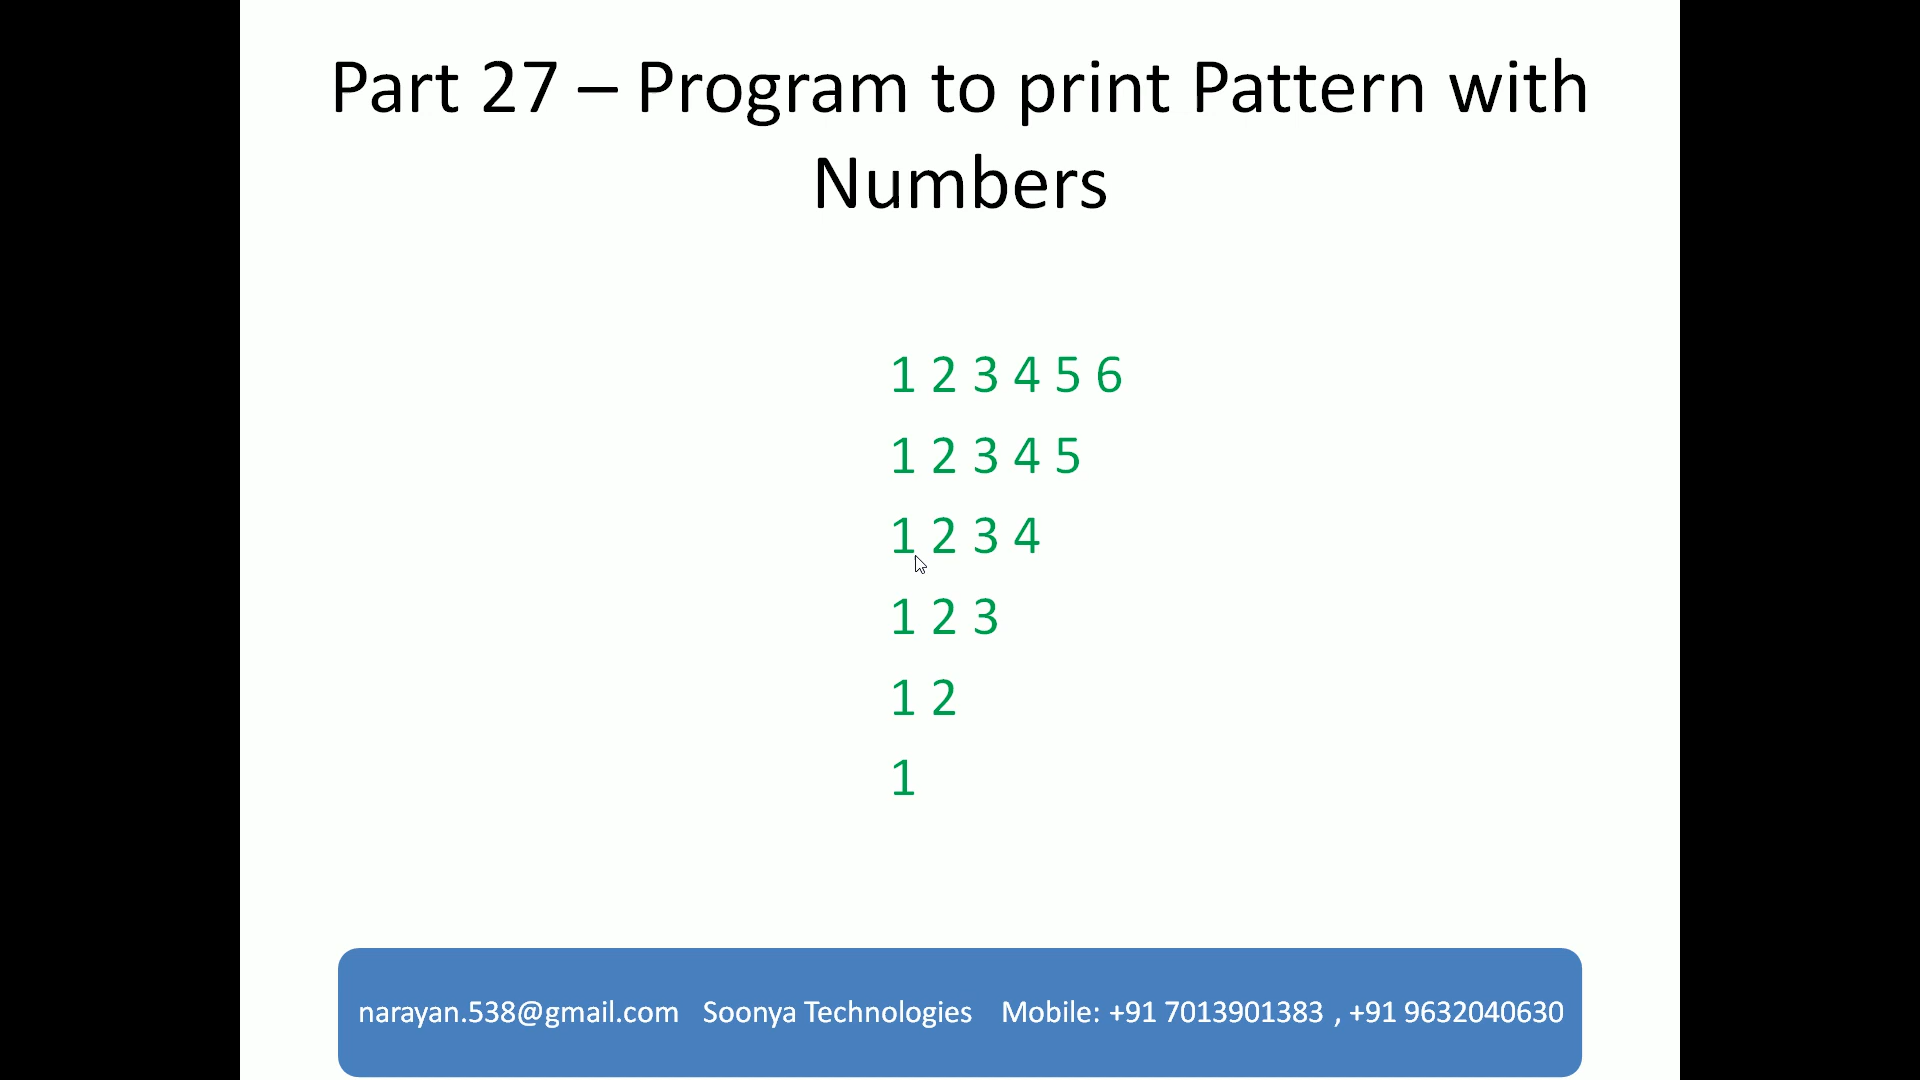 Part 27 – Program to print Pattern with
Numbers
1 2 3 4 5 6
1 2 3 4 5
1 2 3 4
1 2 3
1 2
1
narayan.538@gmail.com Soonya Technologies Mobile: +91 7013901383 , +91 9632040630